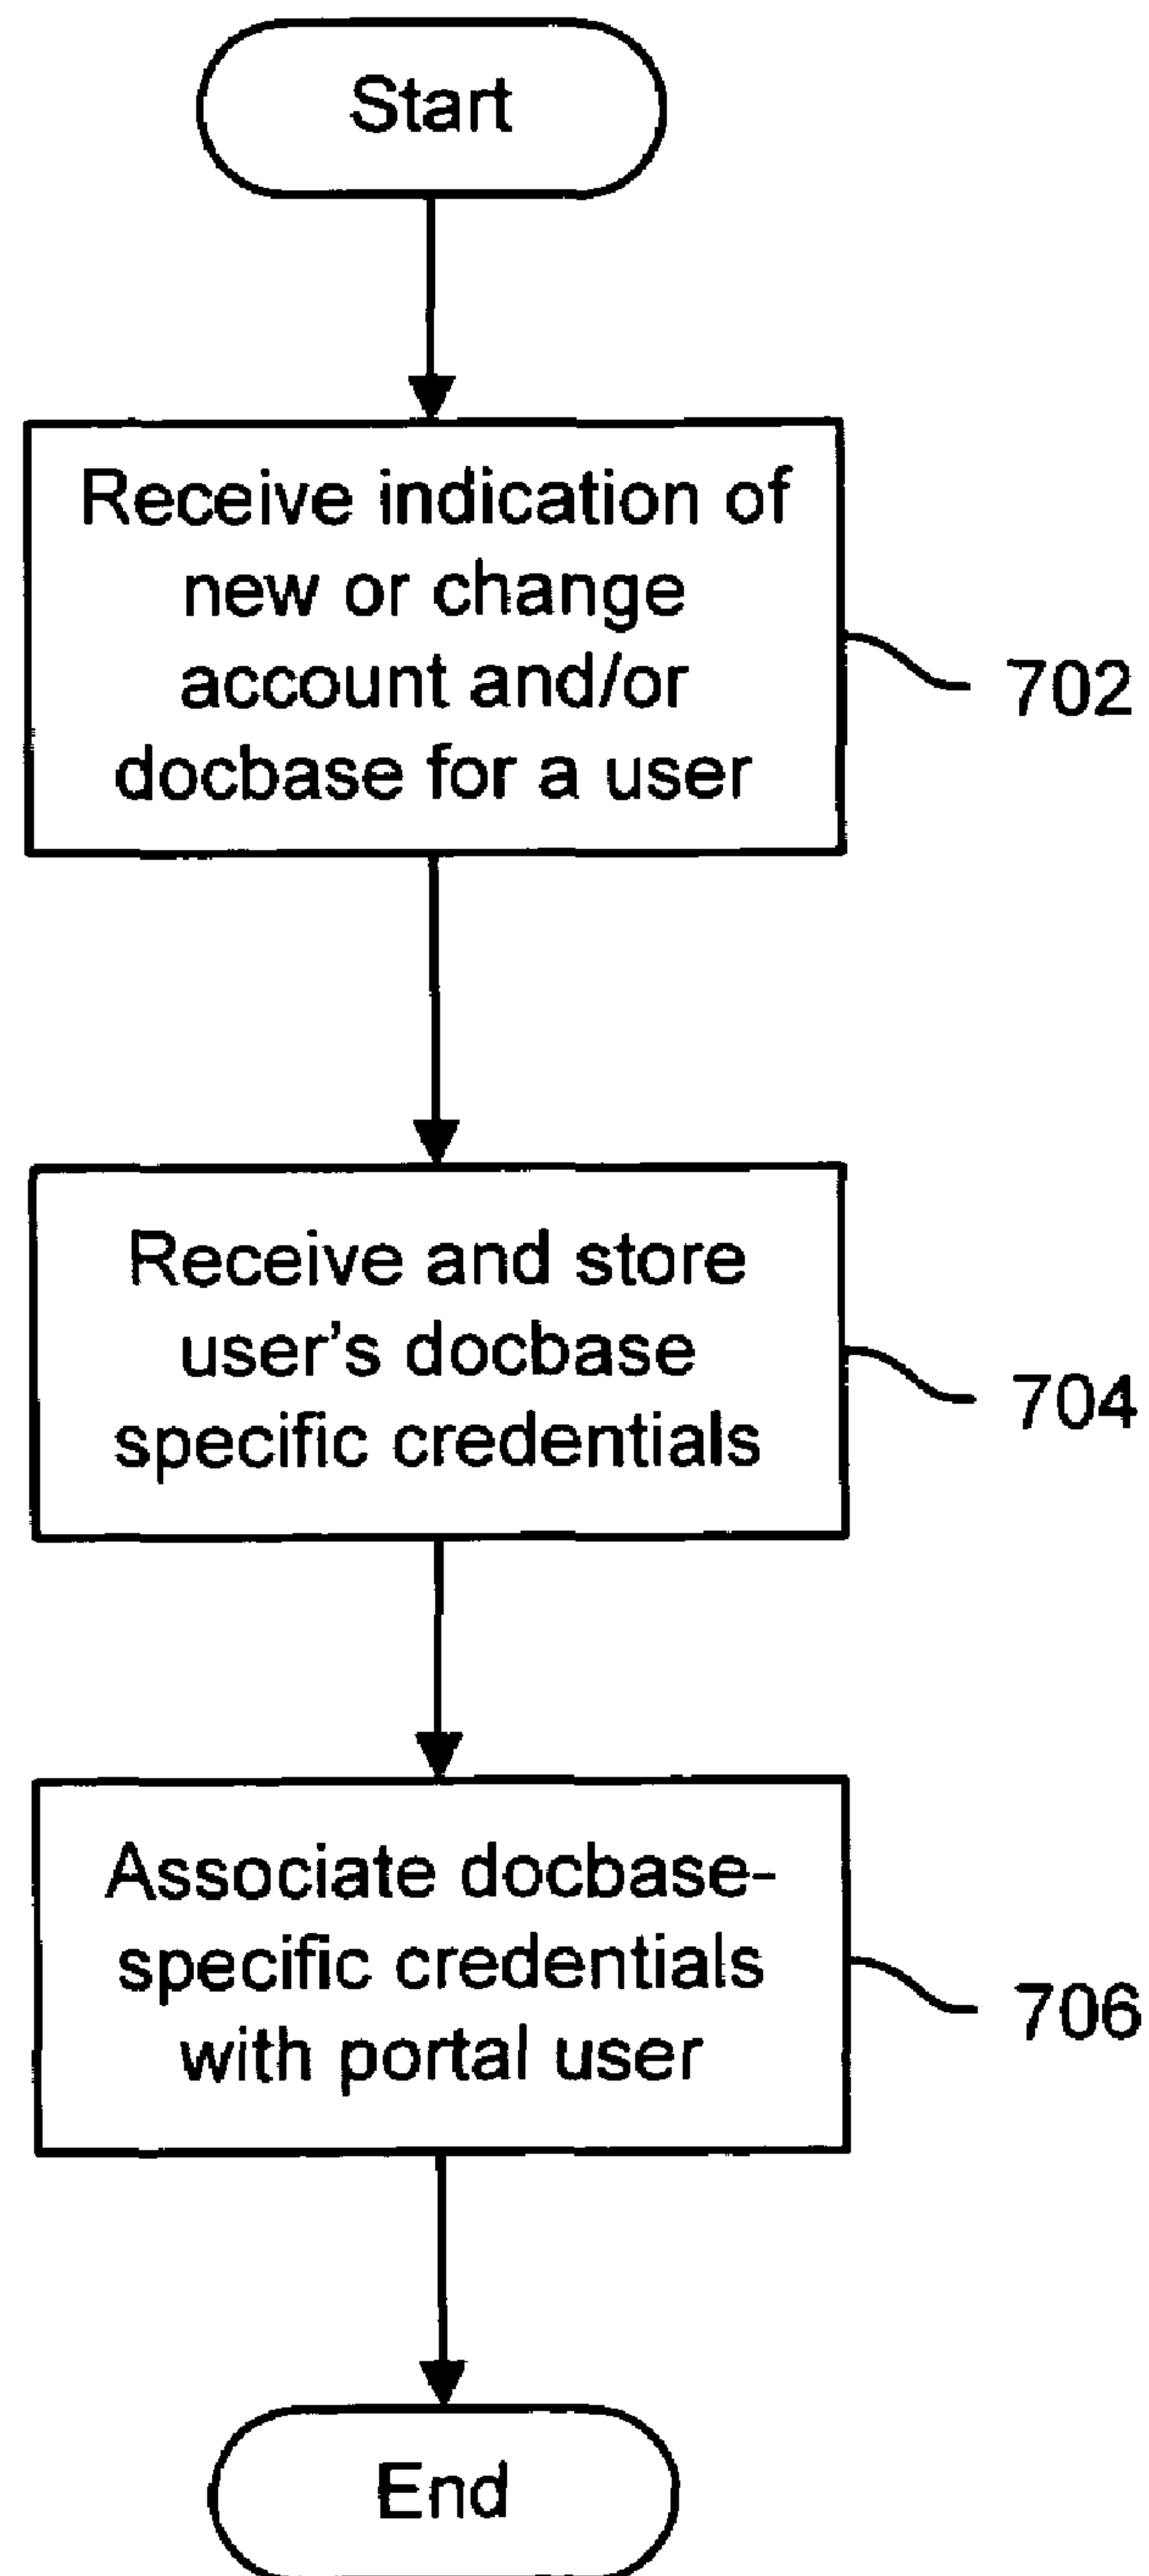 Start
Receive indication of
new or change
account and/or
docbase for a user
702
Receive and store
user's docbase
specific credentials
704
Associate docbase-
specific credentials
with portal user
706
End